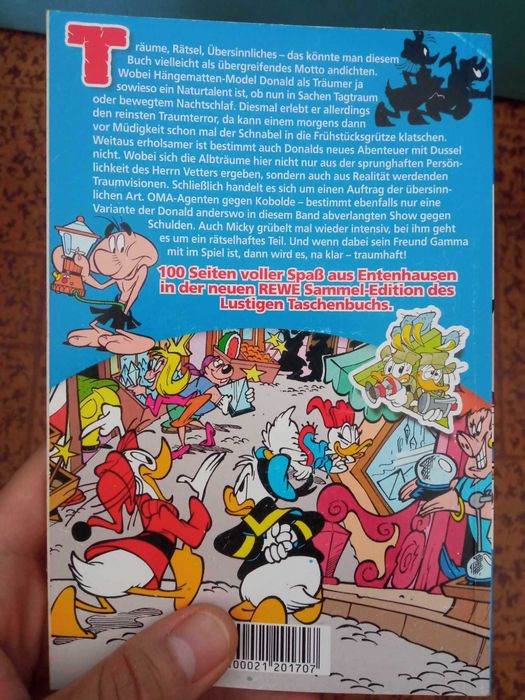 Träume, Rätsel, Übersinnliches – das könnte man diesem
Buch vielleicht als übergreifendes Motto andichten.
Wobei Hängematten-Model Donald als Träumer ja
sowieso ein Naturtalent ist, ob nun in Sachen Tagtraum
oder bewegtem Nachtschlaf. Diesmal erlebt er allerdings
den reinsten Traumterror, da kann einem morgens dann
vor Müdigkeit schon mal der Schnabel in die Frühstücksgrütze klatschen.
Weitaus erholsamer ist bestimmt auch Donalds neues Abenteuer mit Dussel
nicht. Wobei sich die Albträume hier nicht nur aus der sprunghaften Persön-
lichkeit des Herrn Vetters ergeben, sondern auch aus Realität werdenden
Traumvisionen. Schließlich handelt es sich um einen Auftrag der übersinn-
lichen Art. OMA-Agenten gegen Kobolde – bestimmt ebenfalls nur eine
Variante der Donald anderswo in diesem Band abverlangten Show gegen
Schulden. Auch Micky grübelt mal wieder intensiv, bei ihm geht
es um ein rätselhaftes Teil. Und wenn dabei sein Freund Gamma
mit im Spiel ist, dann wird es, na klar – traumhaft!
100 Seiten voller Spaß aus Entenhausen
in der neuen REWE Sammel-Edition des
Lustigen Taschenbuchs.
00021 201707